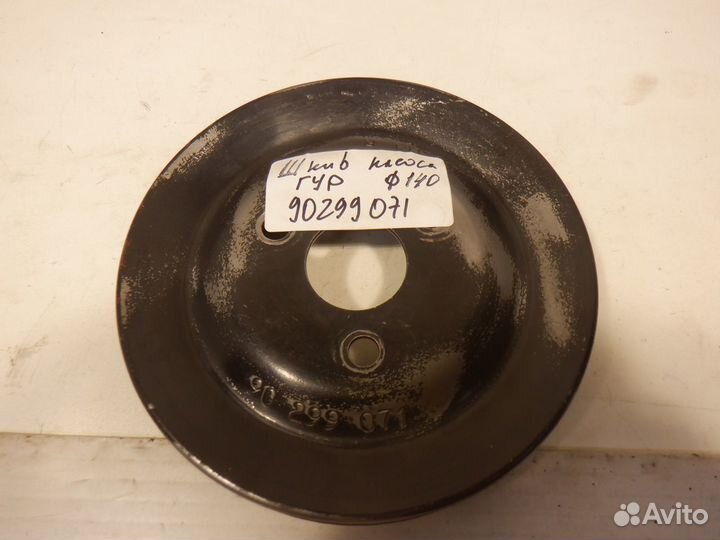 Шкив насоса
ГУР ф140
90299071
90 299 071
Avito